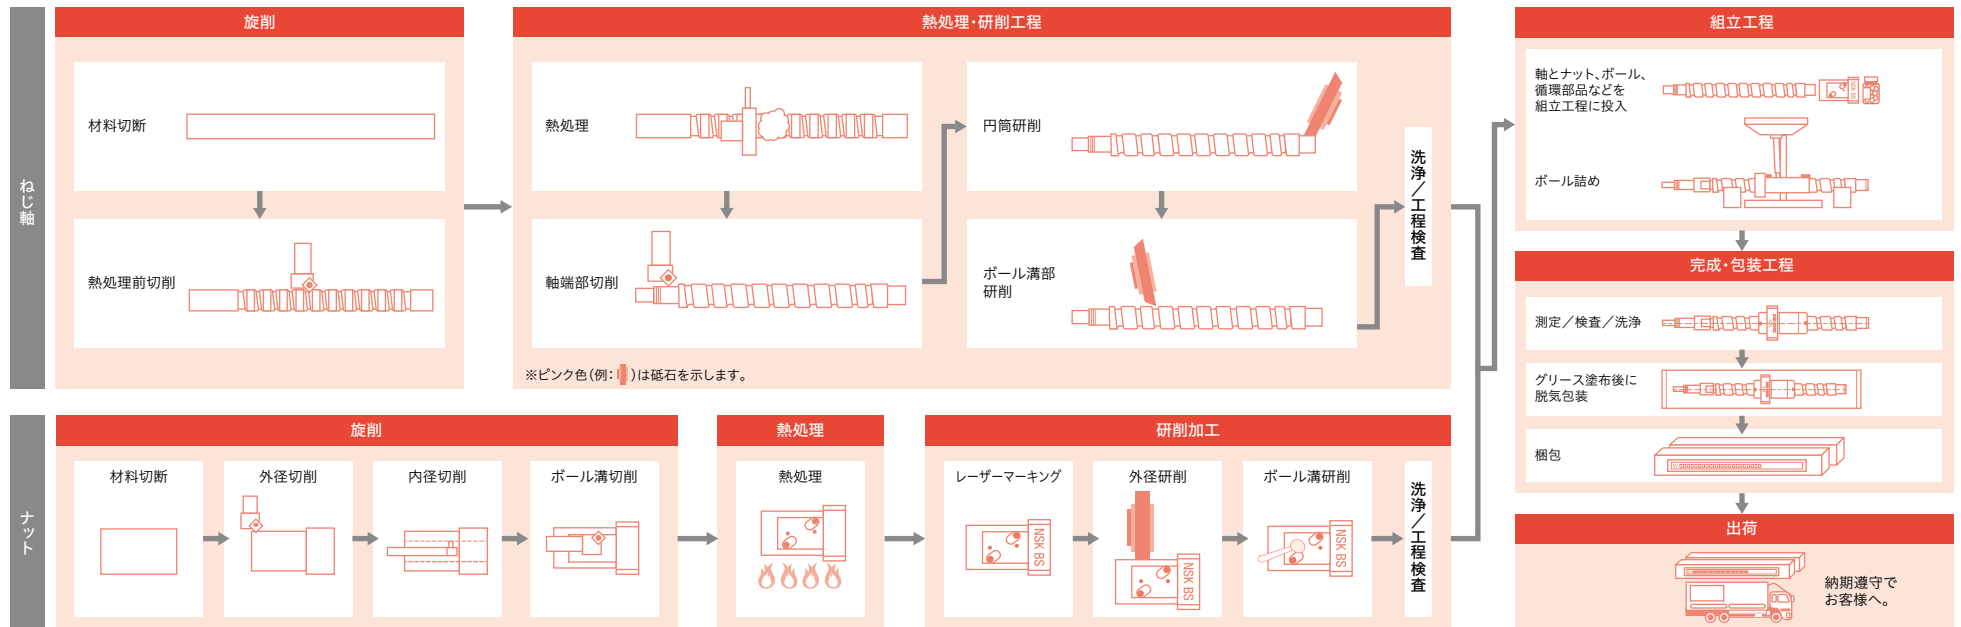 ねじ軸
旋削
材料切断
熱処理前切削
熱処理・研削工程
熱処理
軸端部切削
円筒研削
ボール溝部
研削
洗浄／工程検査
※ピンク色（例：　）は砥石を示します。
ナット
旋削
材料切断
外径切削
内径切削
ボール溝切削
熱処理
熱処理
研削加工
レーザーマーキング
NSK BS
外径研削
NSK BS
ボール溝研削
NSK BS
洗浄／工程検査
組立工程
軸とナット、ボール、
循環部品などを
組立工程に投入
NSK BS
ボール詰め
完成・包装工程
測定／検査／洗浄
グリース塗布後に
脱気包装
梱包
出荷
納期遵守で
お客様へ。